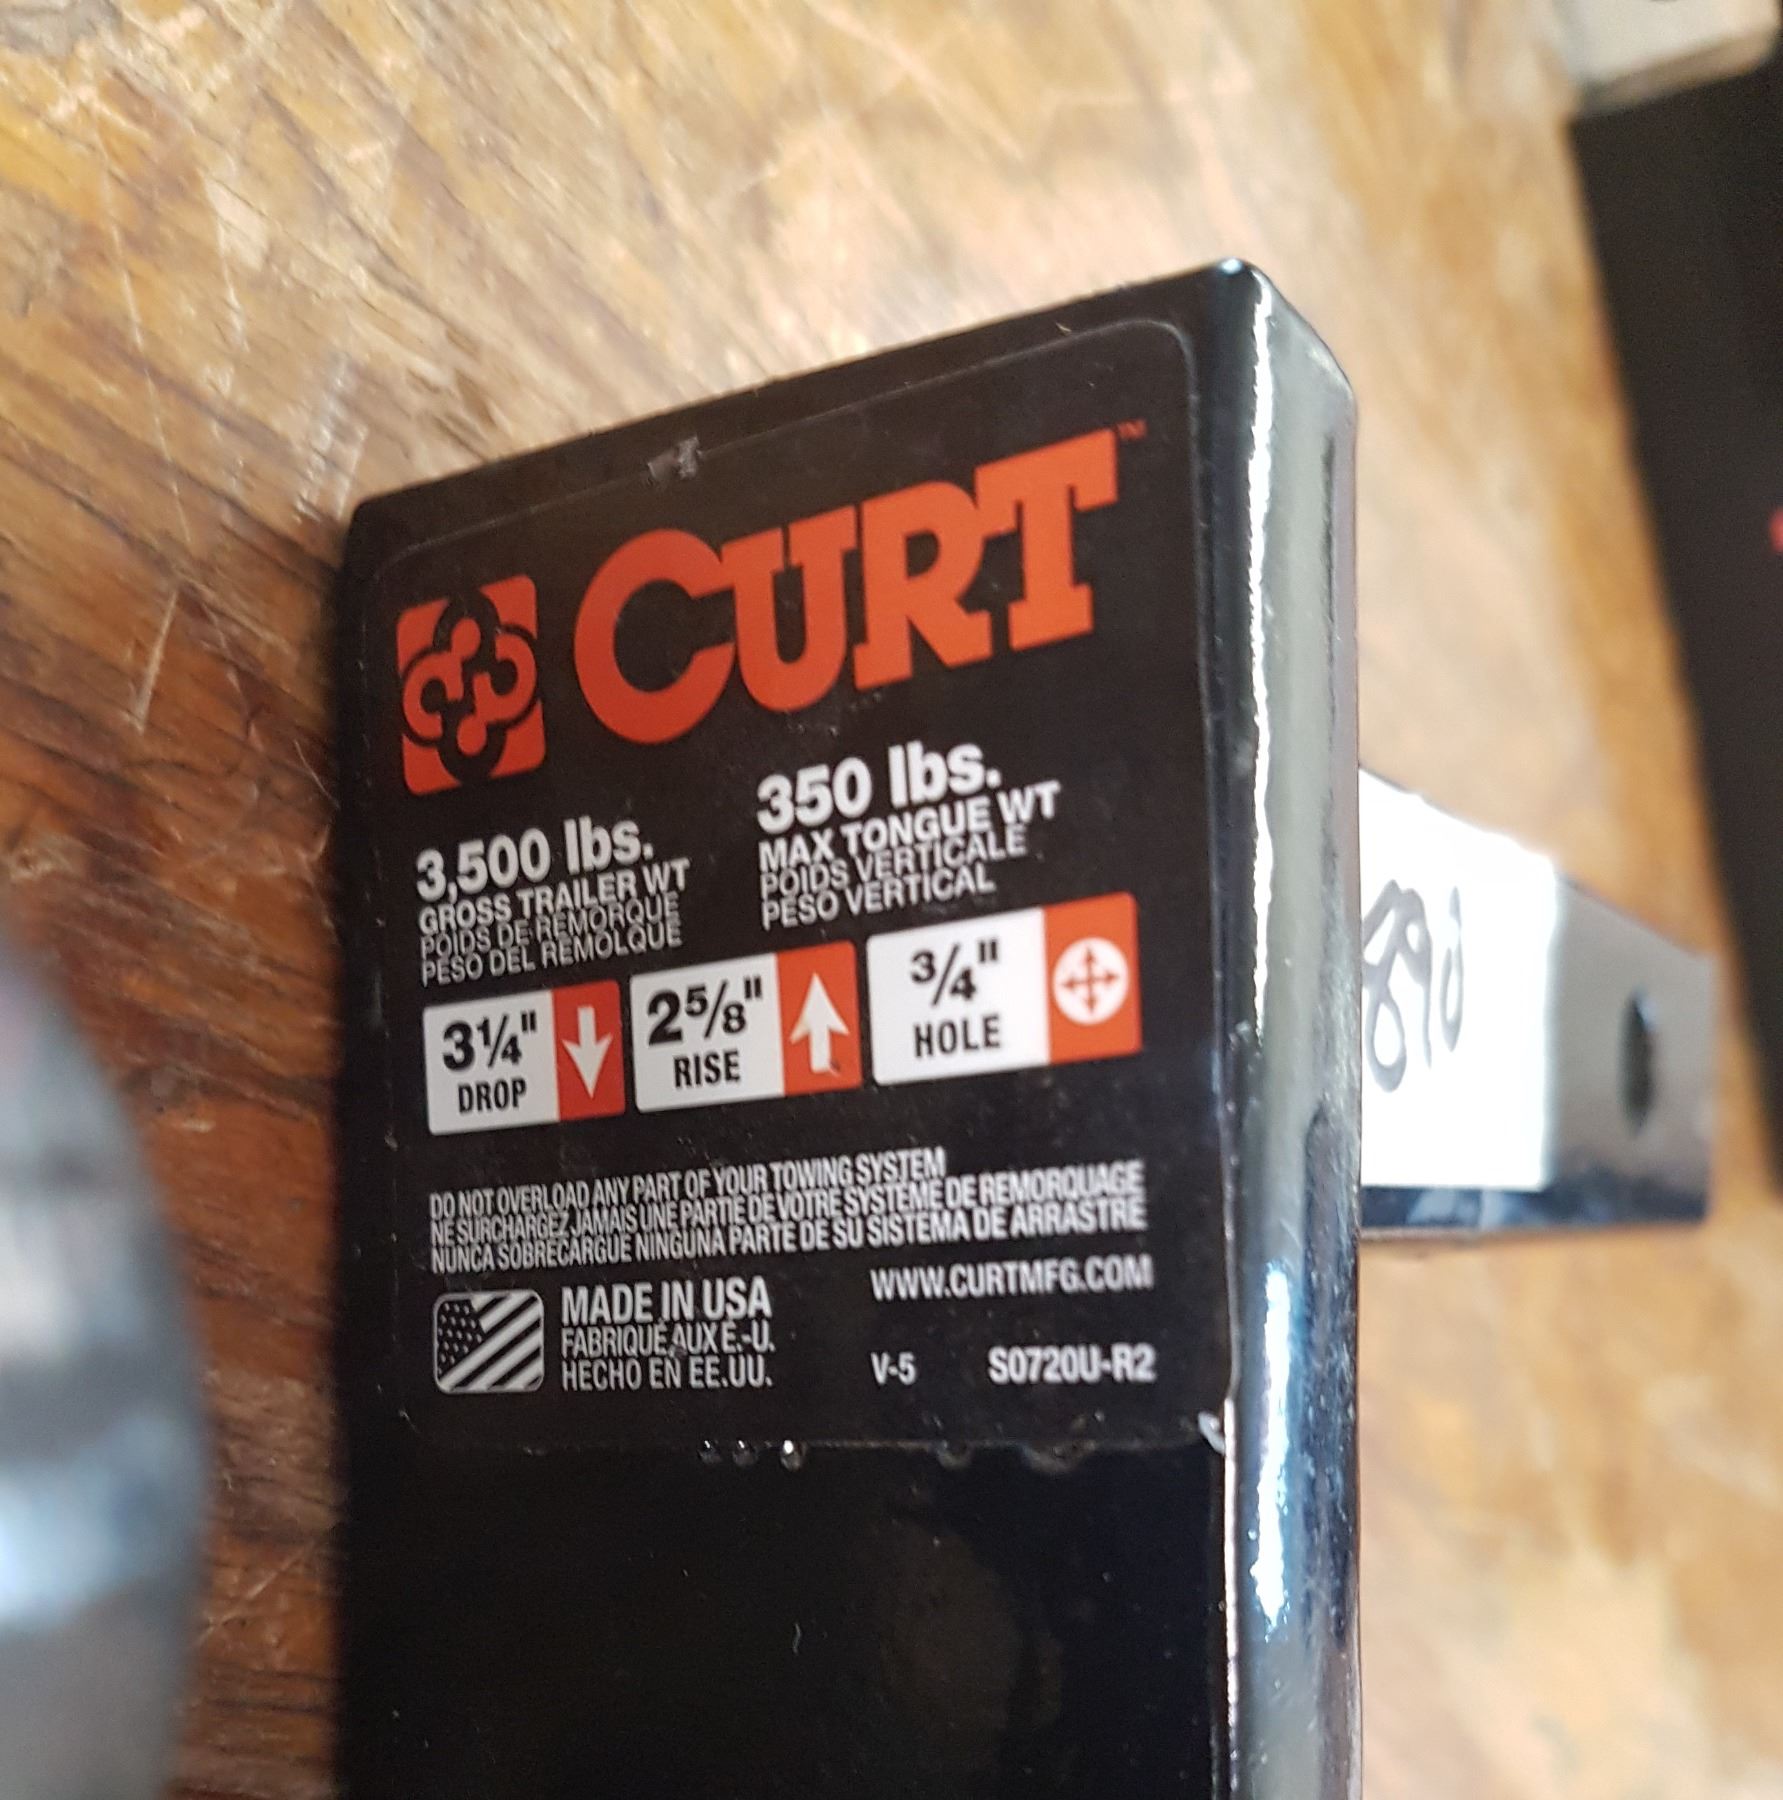 CURT™
3,500 lbs.
GROSS TRAILER WT
POIDS DE REMORQUE
PESO DEL REMOLQUE
350 lbs.
MAX TONGUE WT
POIDS VERTICALE
PESO VERTICAL
3¼"
DROP
2⅝"
RISE
¾"
HOLE
DO NOT OVERLOAD ANY PART OF YOUR TOWING SYSTEM
NE SURCHARGEZ JAMAIS UNE PARTIE DE VOTRE SYSTÈME DE REMORQUAGE
NUNCA SOBRECARGUE NINGUNA PARTE DE SU SISTEMA DE ARRASTRE
MADE IN USA
FABRIQUÉ AUX É.-U.
HECHO EN EE.UU.
WWW.CURTMFG.COM
V-5 S0720U-R2